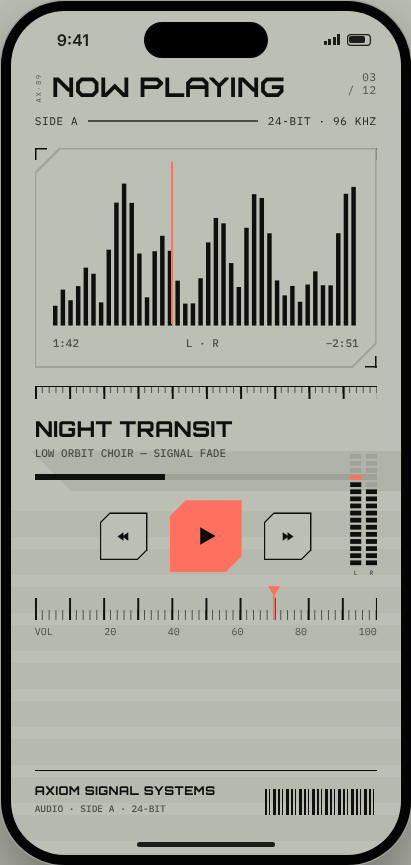 9:41
AX-09
NOW PLAYING
03
/ 12
SIDE A
24-BIT · 96 KHZ
1:42
L · R
−2:51
NIGHT TRANSIT
LOW ORBIT CHOIR — SIGNAL FADE
L R
VOL 20 40 60 80 100
AXIOM SIGNAL SYSTEMS
AUDIO · SIDE A · 24-BIT